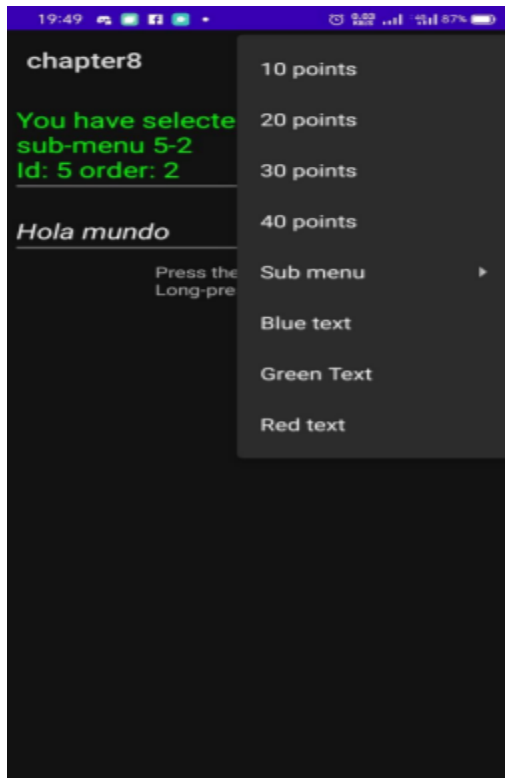 19:49
87%
chapter8
You have selecte
sub-menu 5-2
Id: 5 order: 2
Hola mundo
Press the
Long-pre
10 points
20 points
30 points
40 points
Sub menu
Blue text
Green Text
Red text